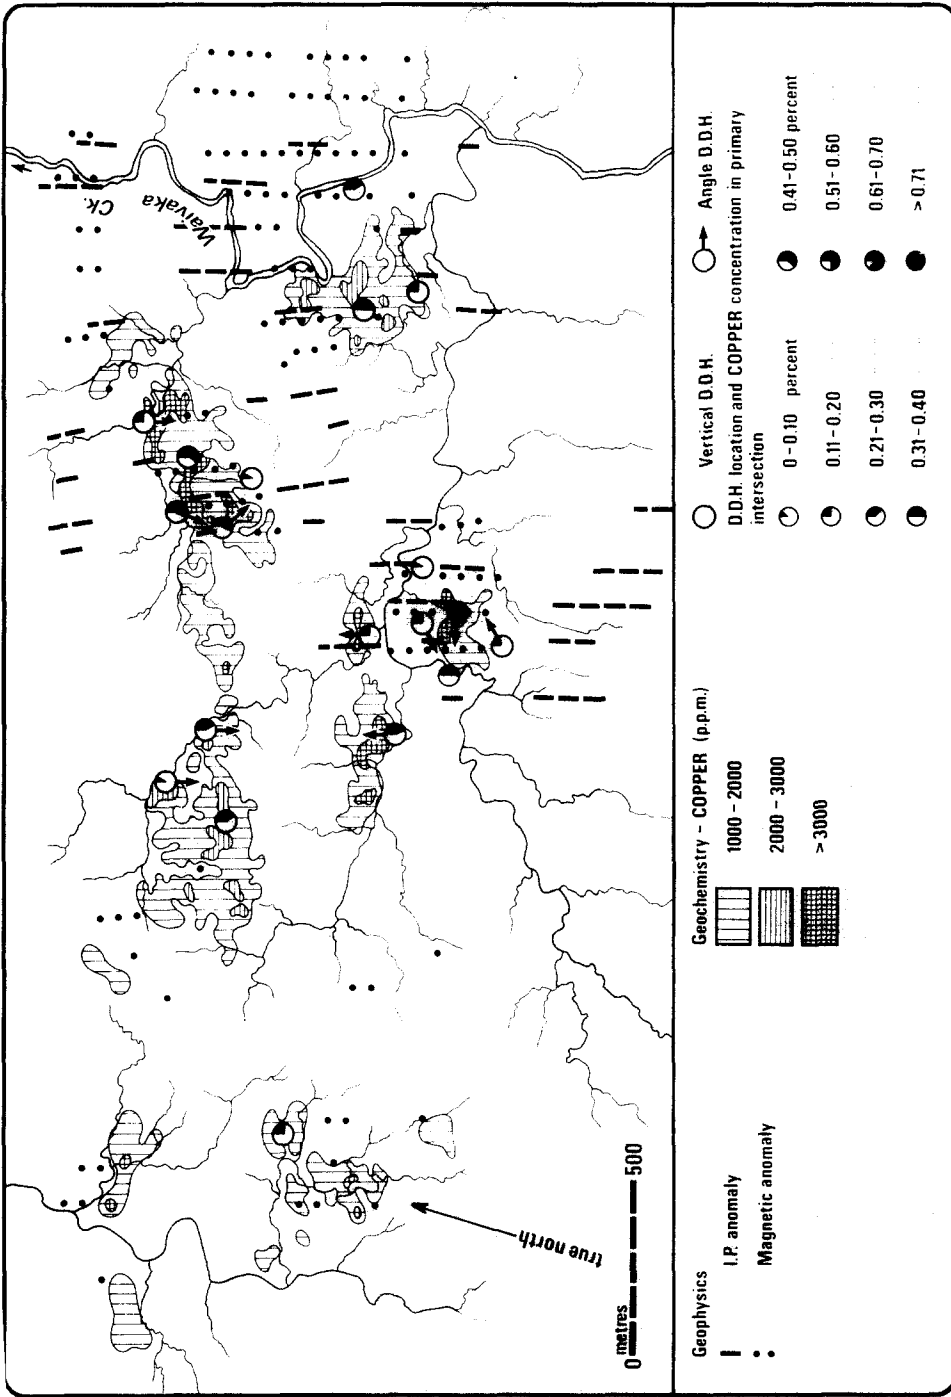 Waivaka
Ck.
true north
metres
0 500
Geophysics
I.P. anomaly
Magnetic anomaly
Geochemistry - COPPER (p.p.m.)
1000 - 2000
2000 - 3000
> 3000
Vertical D.D.H.
Angle D.D.H.
D.D.H. location and COPPER concentration in primary
intersection
0 - 0.10 percent
0.11 - 0.20
0.21 - 0.30
0.31 - 0.40
0.41 - 0.50 percent
0.51 - 0.60
0.61 - 0.70
> 0.71